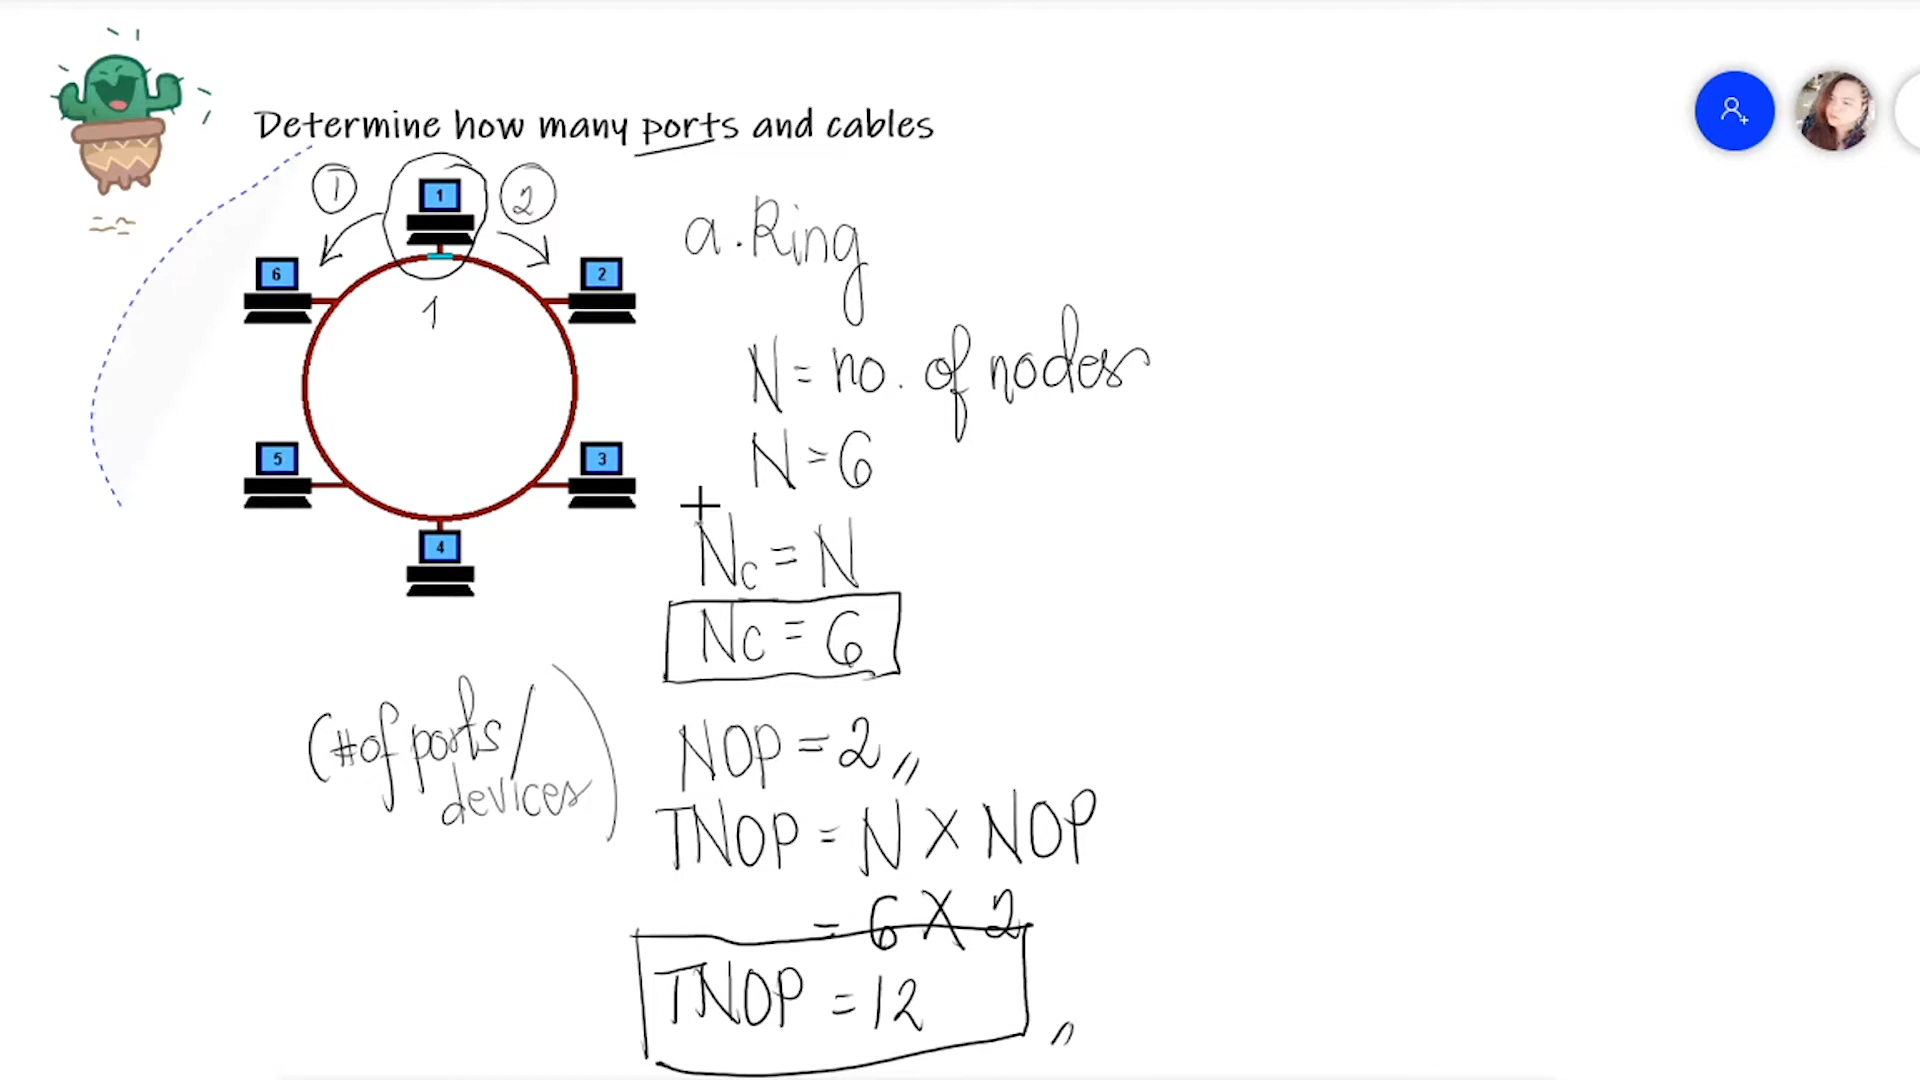 Determine how many ports and cables
1
1
2
6
2
1
5
3
4
a. Ring
N = no. of nodes
N = 6
Nc = N
Nc = 6
(# of ports/
devices)
NOP = 2
TNOP = N X NOP
= 6 X 2
TNOP = 12